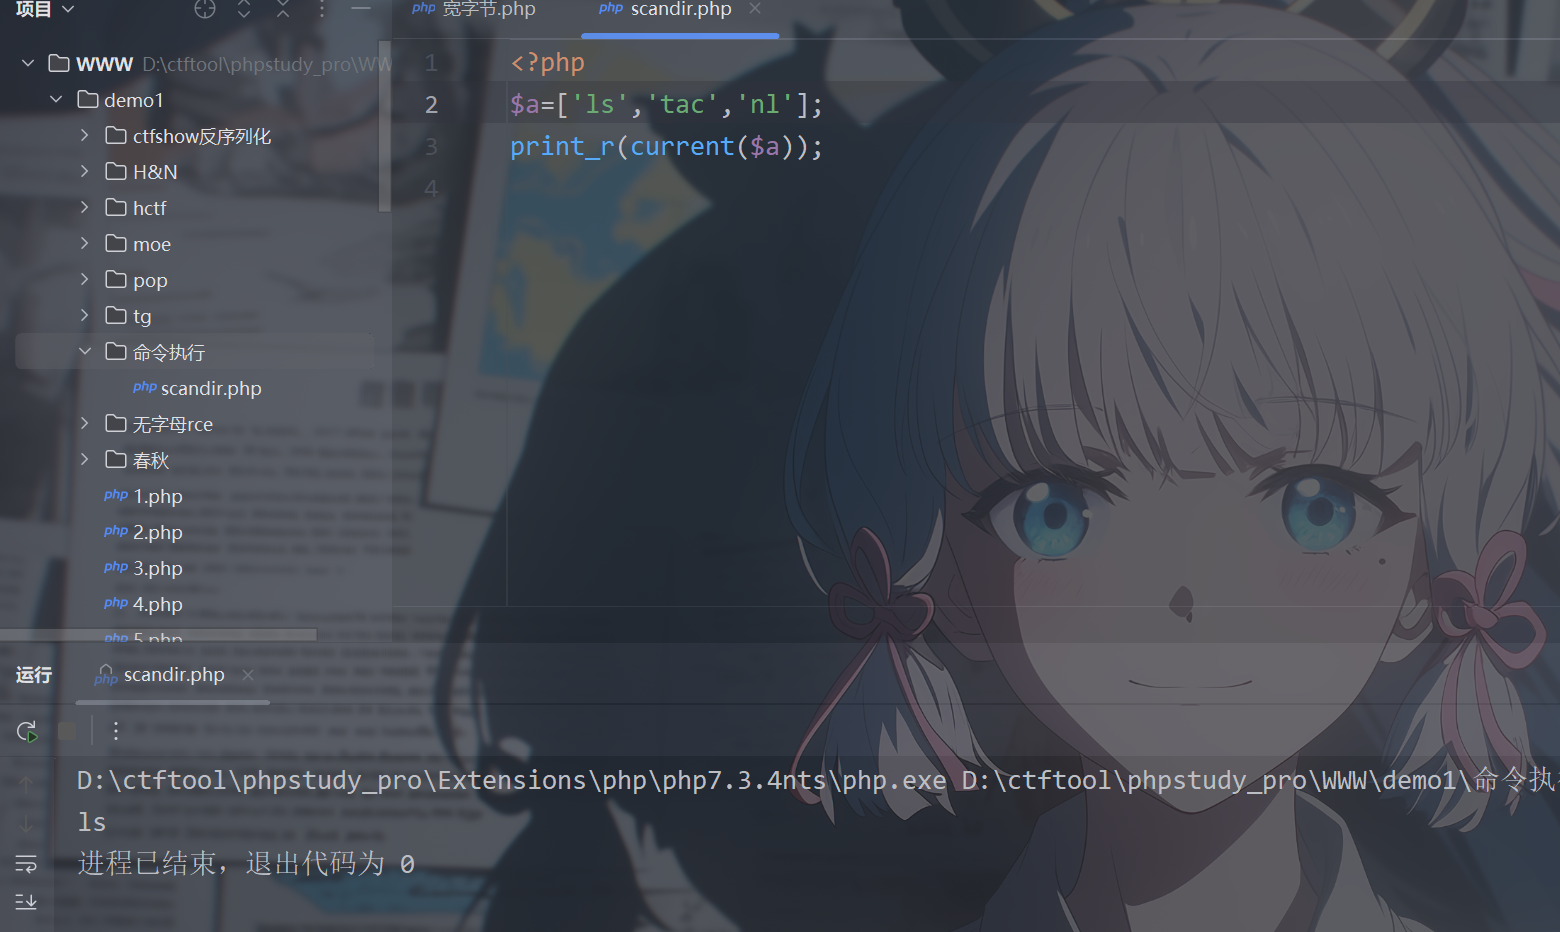 项目
php 宽字节.php
php scandir.php
WWW D:\ctftool\phpstudy_pro\WW
demo1
ctfshow反序列化
H&N
hctf
moe
pop
tg
命令执行
php scandir.php
无字母rce
春秋
php 1.php
php 2.php
php 3.php
php 4.php
php 5.php
1 <?php
2 $a=['ls','tac','nl'];
3 print_r(current($a));
4
运行
php scandir.php
D:\ctftool\phpstudy_pro\Extensions\php\php7.3.4nts\php.exe D:\ctftool\phpstudy_pro\WWW\demo1\命令执
ls
进程已结束，退出代码为 0